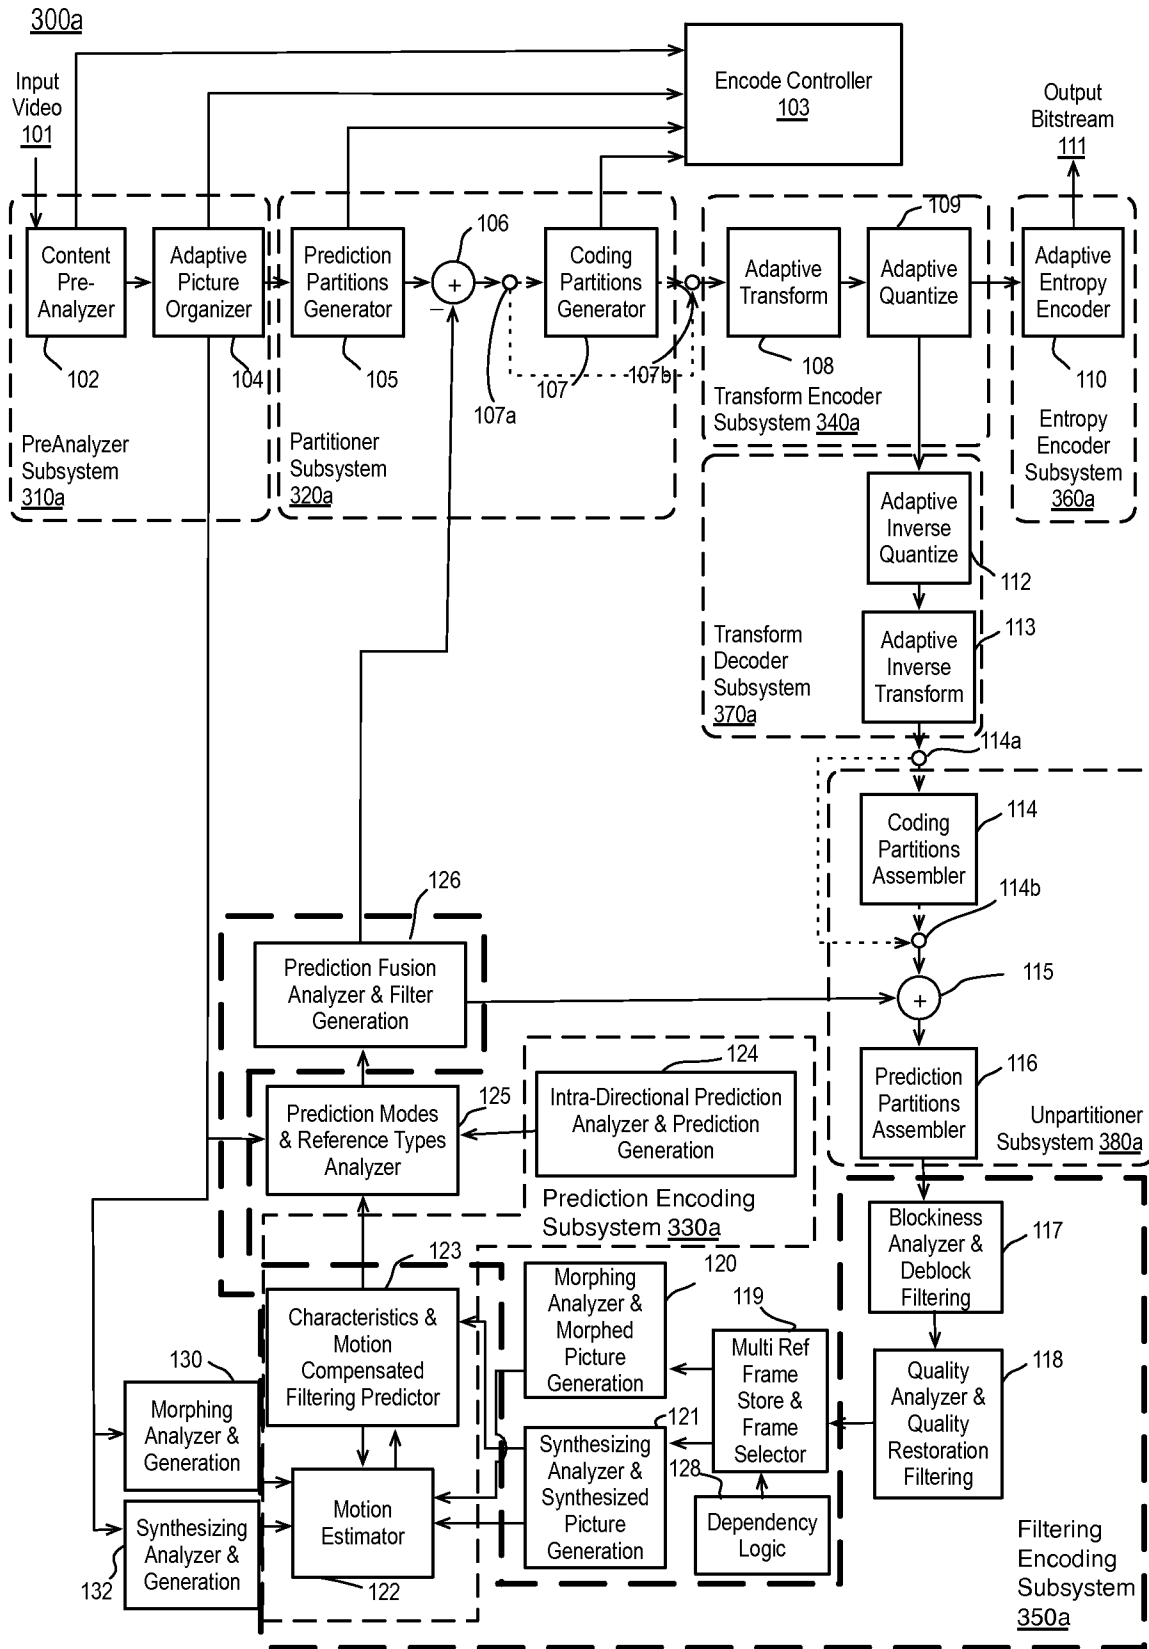 300a
Input
Video
101
Encode Controller
103
Output
Bitstream
111
Content
Pre-
Analyzer
102
Adaptive
Picture
Organizer
104
PreAnalyzer
Subsystem
310a
Prediction
Partitions
Generator
105
106
+
−
107a
Coding
Partitions
Generator
107
107b
Partitioner
Subsystem
320a
Adaptive
Transform
108
109
Adaptive
Quantize
Transform Encoder
Subsystem 340a
Adaptive
Entropy
Encoder
110
Entropy
Encoder
Subsystem
360a
Adaptive
Inverse
Quantize
112
Adaptive
Inverse
Transform
113
Transform
Decoder
Subsystem
370a
114a
Coding
Partitions
Assembler
114
114b
+
115
Prediction
Partitions
Assembler
116
Unpartitioner
Subsystem 380a
126
Prediction Fusion
Analyzer & Filter
Generation
Prediction Modes
& Reference Types
Analyzer
125
124
Intra-Directional Prediction
Analyzer & Prediction
Generation
Prediction Encoding
Subsystem 330a
Blockiness
Analyzer &
Deblock
Filtering
117
Quality
Analyzer &
Quality
Restoration
Filtering
118
123
Characteristics &
Motion
Compensated
Filtering Predictor
120
Morphing
Analyzer &
Morphed
Picture
Generation
119
Multi Ref
Frame
Store &
Frame
Selector
121
Synthesizing
Analyzer &
Synthesized
Picture
Generation
128
Dependency
Logic
130
Morphing
Analyzer &
Generation
Synthesizing
Analyzer &
Generation
132
Motion
Estimator
122
Filtering
Encoding
Subsystem
350a